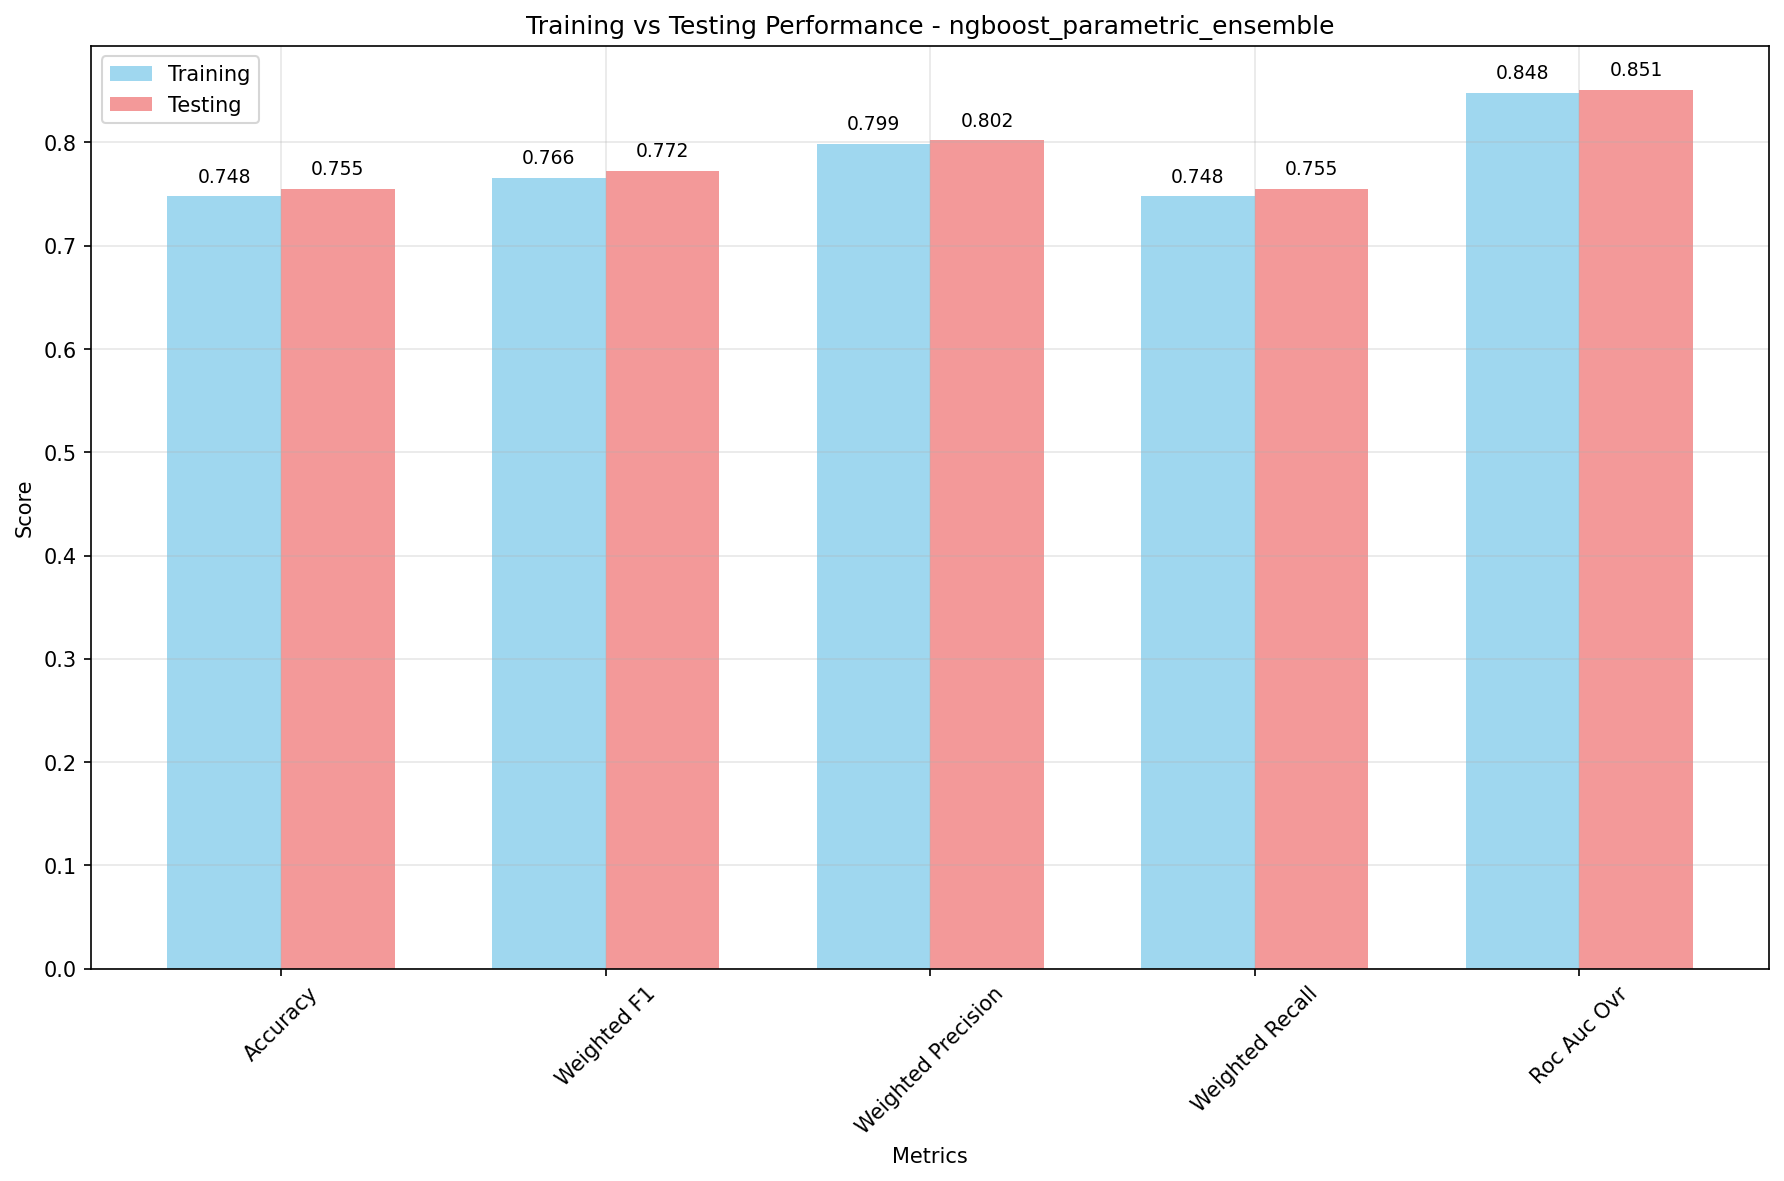 Training vs Testing Performance - ngboost_parametric_ensemble
Training
Testing
0.748
0.755
0.766
0.772
0.799
0.802
0.748
0.755
0.848
0.851
0.8
0.7
0.6
0.5
0.4
0.3
0.2
0.1
0.0
Score
Accuracy
Weighted F1
Weighted Precision
Weighted Recall
Roc Auc Ovr
Metrics